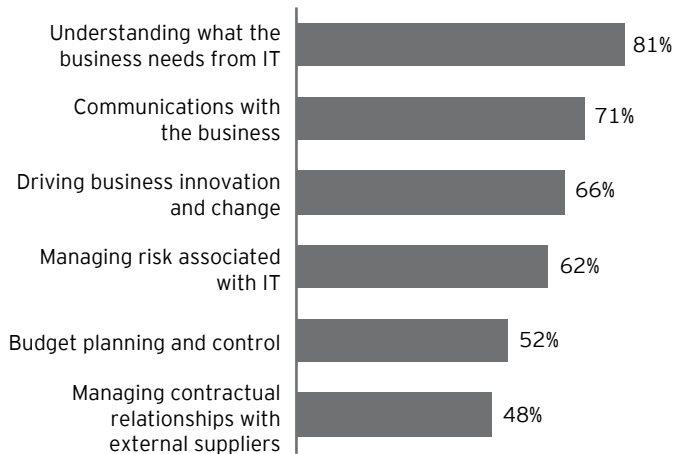 Understanding what the
business needs from IT
81%
Communications with
the business
71%
Driving business innovation
and change
66%
Managing risk associated
with IT
62%
Budget planning and control
52%
Managing contractual
relationships with
external suppliers
48%